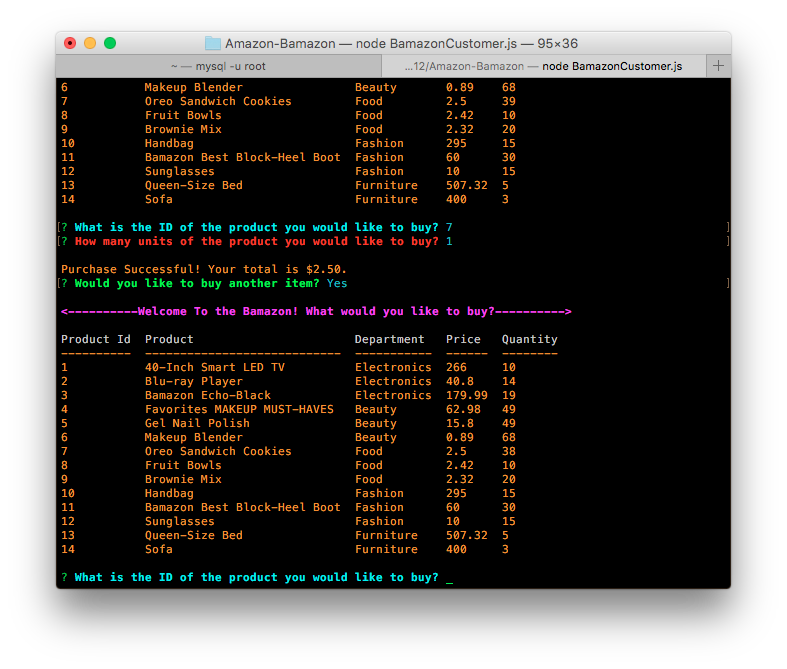 Amazon-Bamazon — node BamazonCustomer.js — 95×36
~ — mysql -u root
...12/Amazon-Bamazon — node BamazonCustomer.js
+
6 Makeup Blender Beauty 0.89 68
7 Oreo Sandwich Cookies Food 2.5 39
8 Fruit Bowls Food 2.42 10
9 Brownie Mix Food 2.32 20
10 Handbag Fashion 295 15
11 Bamazon Best Block-Heel Boot Fashion 60 30
12 Sunglasses Fashion 10 15
13 Queen-Size Bed Furniture 507.32 5
14 Sofa Furniture 400 3
[? What is the ID of the product you would like to buy? 7 ]
[? How many units of the product you would like to buy? 1 ]
Purchase Successful! Your total is $2.50.
[? Would you like to buy another item? Yes ]
<----------Welcome To the Bamazon! What would you like to buy?---------->
Product Id Product Department Price Quantity
---------- ---------------------------- ----------- ------ --------
1 40-Inch Smart LED TV Electronics 266 10
2 Blu-ray Player Electronics 40.8 14
3 Bamazon Echo-Black Electronics 179.99 19
4 Favorites MAKEUP MUST-HAVES Beauty 62.98 49
5 Gel Nail Polish Beauty 15.8 49
6 Makeup Blender Beauty 0.89 68
7 Oreo Sandwich Cookies Food 2.5 38
8 Fruit Bowls Food 2.42 10
9 Brownie Mix Food 2.32 20
10 Handbag Fashion 295 15
11 Bamazon Best Block-Heel Boot Fashion 60 30
12 Sunglasses Fashion 10 15
13 Queen-Size Bed Furniture 507.32 5
14 Sofa Furniture 400 3
? What is the ID of the product you would like to buy? _